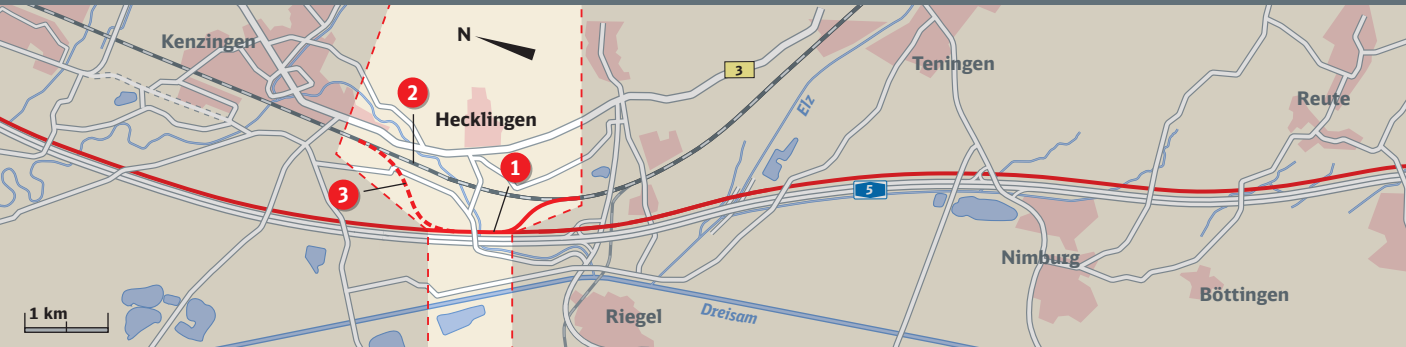 Kenzingen
N
2
3
Teningen
Elz
Reute
Hecklingen
1
3
5
Nimburg
Böttingen
1 km
Riegel
Dreisam